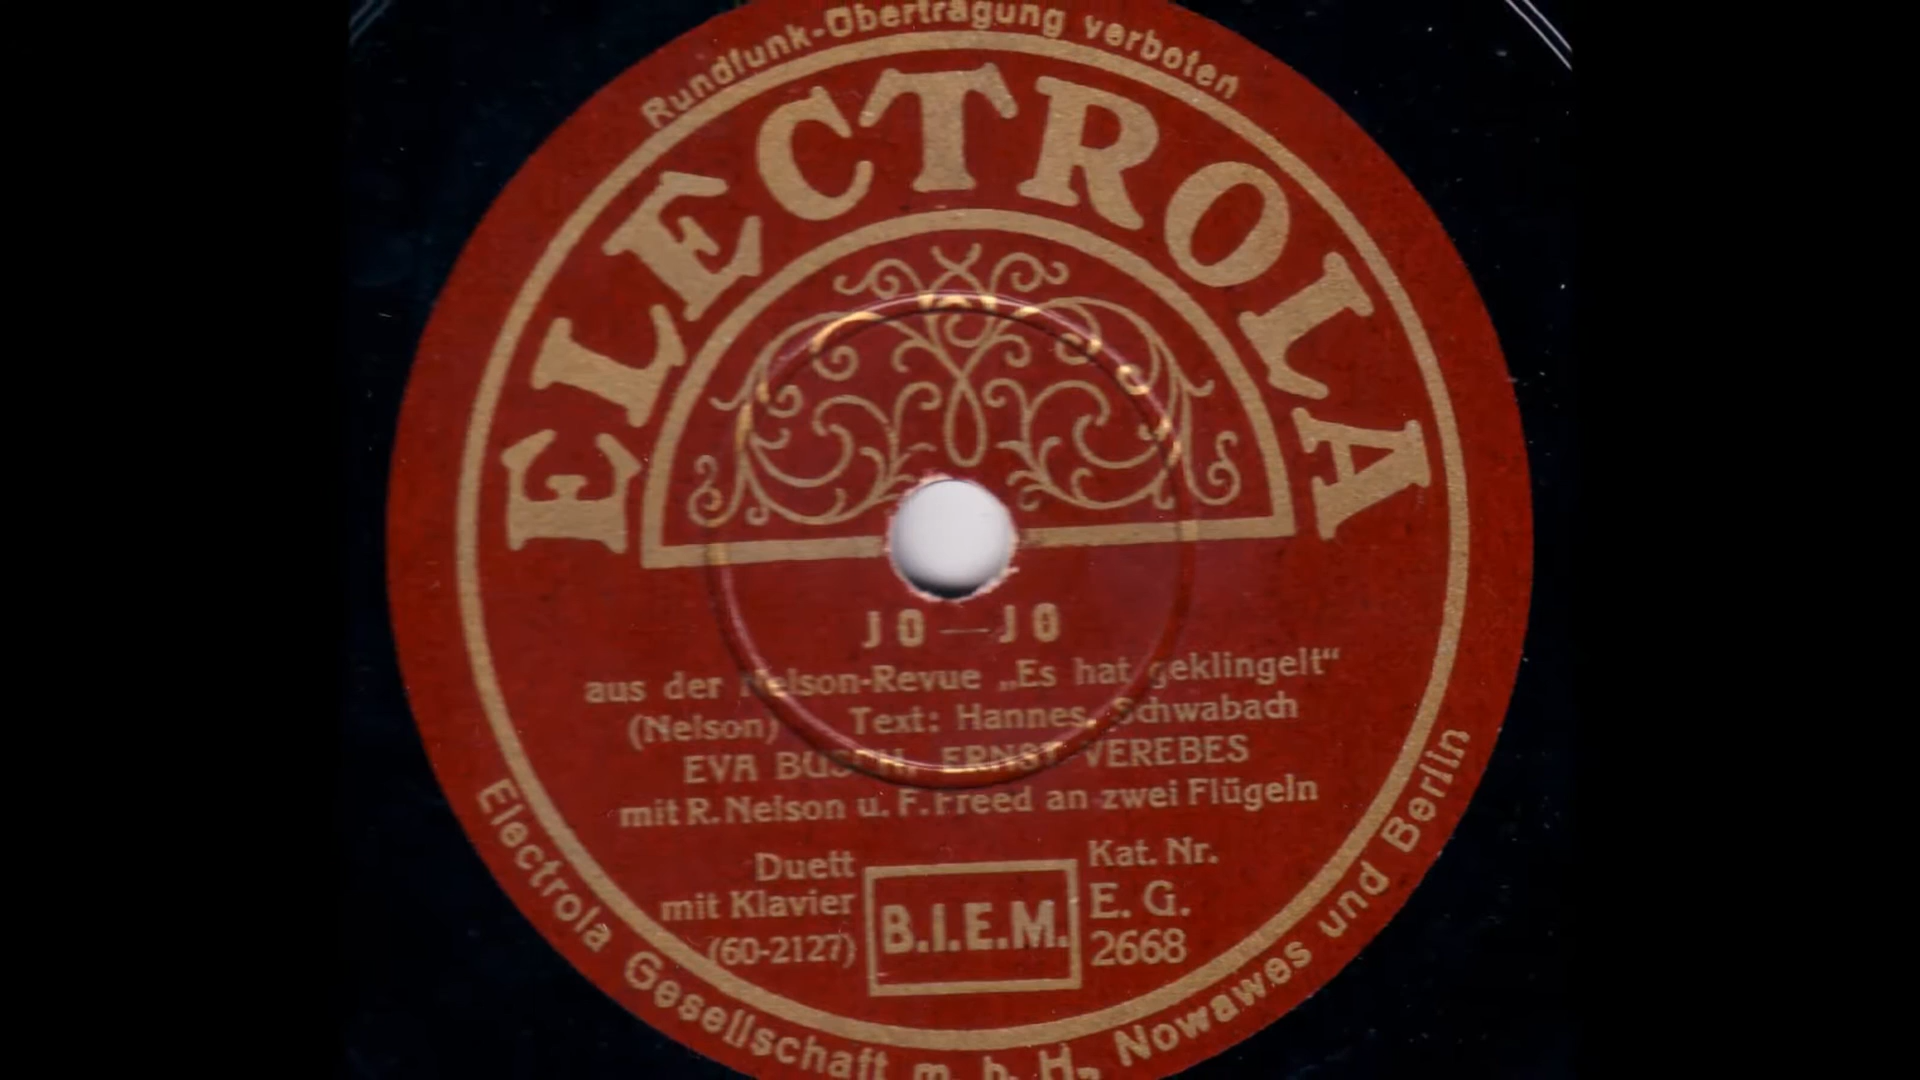 Rundfunk-Übertragung verboten
ELECTROLA
JO—JO
aus der Nelson-Revue „Es hat geklingelt“
(Nelson) Text: Hannes Schwabach
EVA BUSCH, ERNST VEREBES
mit R. Nelson u. F. Freed an zwei Flügeln
Duett
mit Klavier
(60-2127)
B.I.E.M.
Kat. Nr.
E. G.
2668
Electrola Gesellschaft m. b. H., Nowawes und Berlin